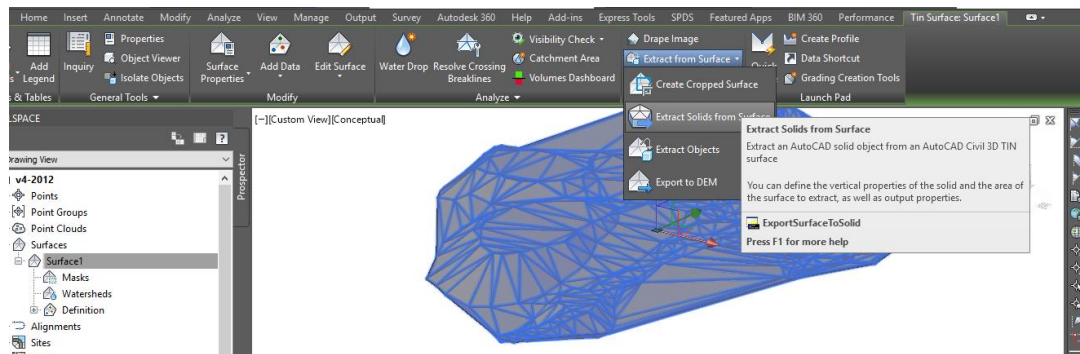 Home Insert Annotate Modify Analyze View Manage Output Survey Autodesk 360 Help Add-ins Express Tools SPDS Featured Apps BIM 360 Performance Tin Surface: Surface1
Properties
Object Viewer
Isolate Objects
Add
Legend
Inquiry
Surface
Properties
Add Data
Edit Surface
Water Drop
Resolve Crossing
Breaklines
Visibility Check
Catchment Area
Volumes Dashboard
Drape Image
Extract from Surface
Create Profile
Data Shortcut
Grading Creation Tools
& Tables
General Tools
Modify
Analyze
Launch Pad
Create Cropped Surface
Extract Solids from Surface
Extract Objects
Export to DEM
Extract Solids from Surface
Extract an AutoCAD solid object from an AutoCAD Civil 3D TIN
surface
You can define the vertical properties of the solid and the area of
the surface to extract, as well as output properties.
ExportSurfaceToSolid
Press F1 for more help
[−][Custom View][Conceptual]
LSPACE
Drawing View
Prospector
v4-2012
Points
Point Groups
Point Clouds
Surfaces
Surface1
Masks
Watersheds
Definition
Alignments
Sites